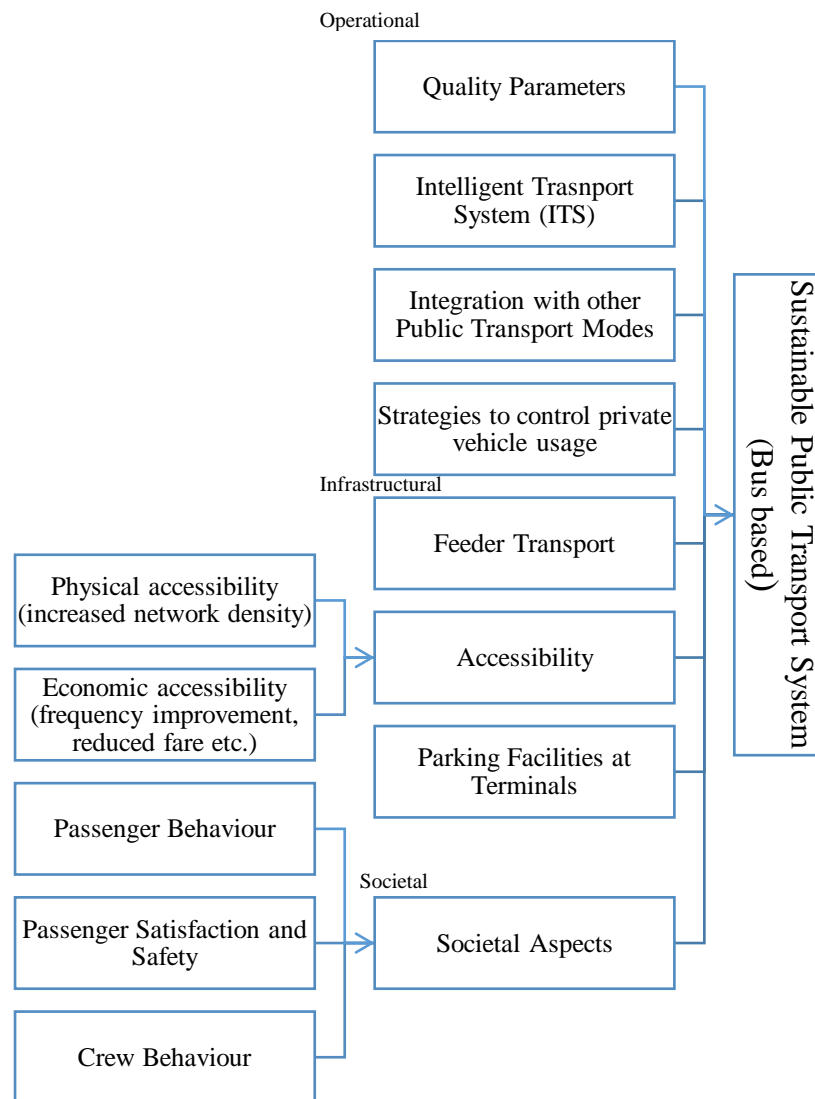 Operational
Quality Parameters
Intelligent Trasnport
System (ITS)
Integration with other
Public Transport Modes
Strategies to control private
vehicle usage
Infrastructural
Feeder Transport
Physical accessibility
(increased network density)
Accessibility
Economic accessibility
(frequency improvement,
reduced fare etc.)
Parking Facilities at
Terminals
Passenger Behaviour
Societal
Passenger Satisfaction and
Safety
Societal Aspects
Crew Behaviour
Sustainable Public Transport System
(Bus based)